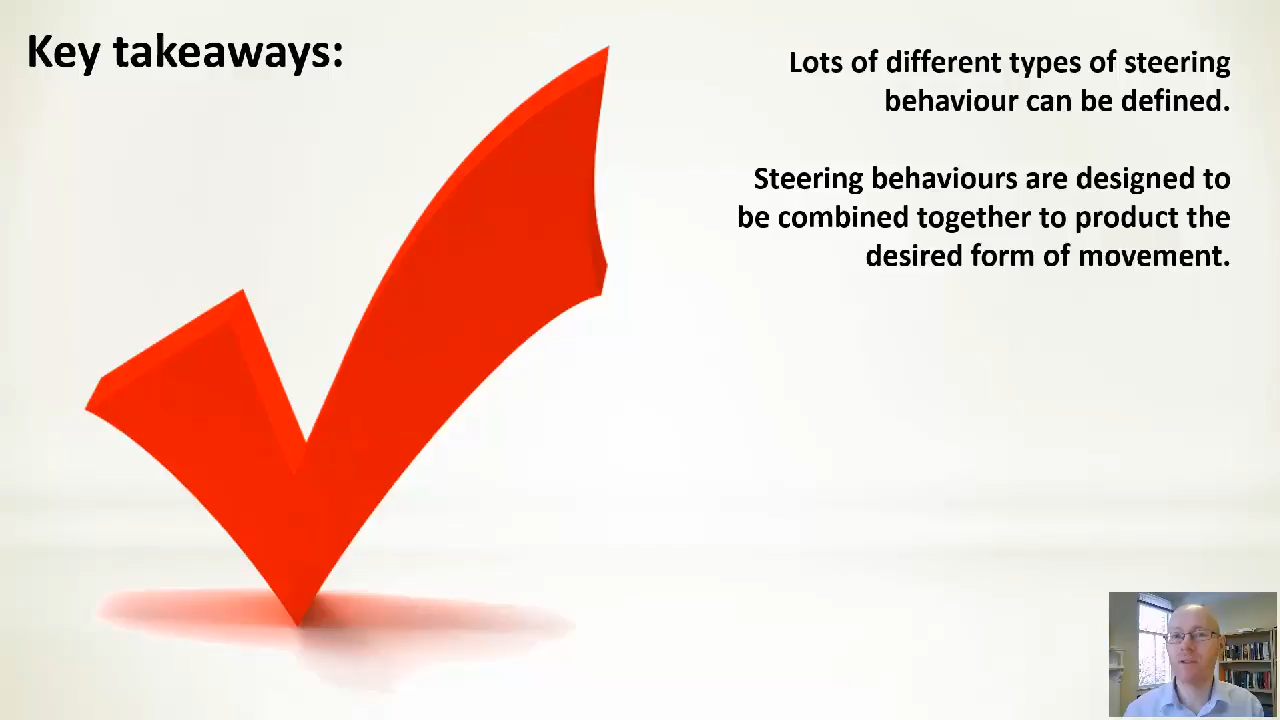 Key takeaways:
Lots of different types of steering
behaviour can be defined.
Steering behaviours are designed to
be combined together to product the
desired form of movement.